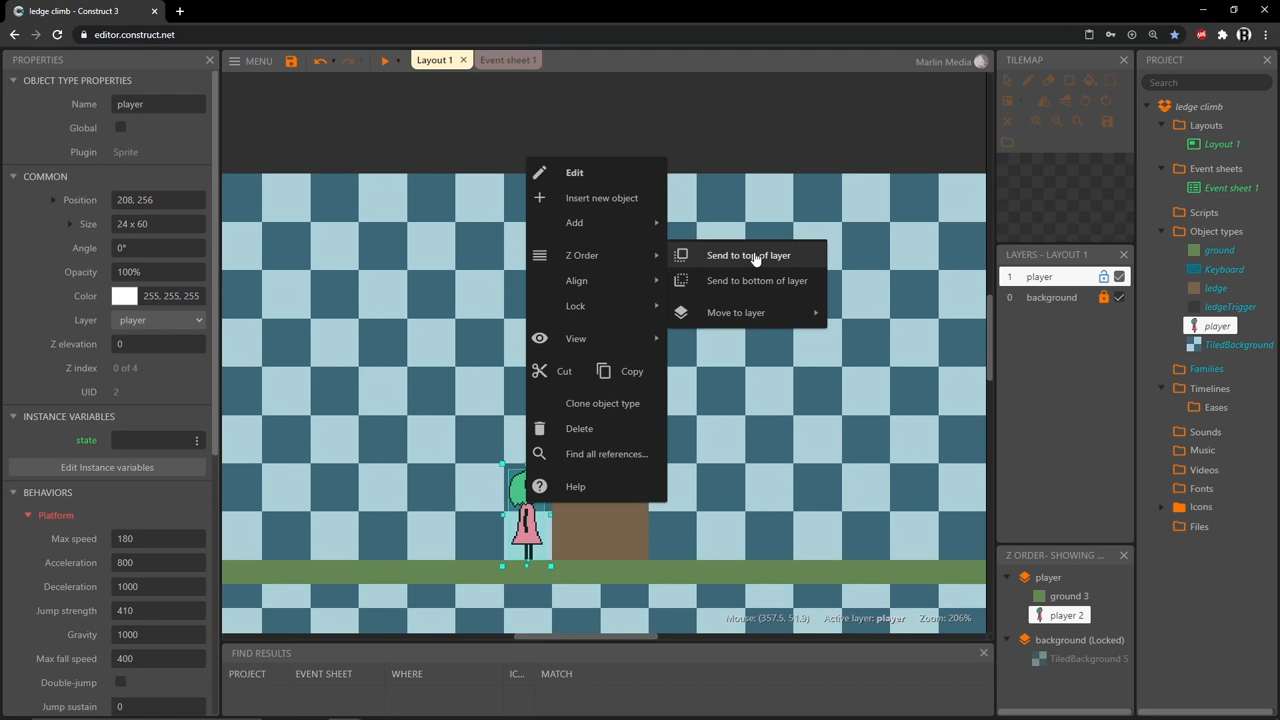 ledge climb - Construct 3
editor.construct.net
PROPERTIES
OBJECT TYPE PROPERTIES
Name player
Global
Plugin Sprite
COMMON
Position 208, 256
Size 24 x 60
Angle 0°
Opacity 100%
Color 255, 255, 255
Layer player
Z elevation 0
Z index 0 of 4
UID 2
INSTANCE VARIABLES
state
Edit Instance variables
BEHAVIORS
Platform
Max speed 180
Acceleration 800
Deceleration 1000
Jump strength 410
Gravity 1000
Max fall speed 400
Double-jump
Jump sustain 0
MENU
Layout 1
Event sheet 1
Marlin Media
Edit
Insert new object
Add
Z Order
Align
Lock
View
Cut Copy
Clone object type
Delete
Find all references...
Help
Send to top of layer
Send to bottom of layer
Move to layer
Mouse: (357.5, 51.9) Active layer: player Zoom: 206%
FIND RESULTS
PROJECT EVENT SHEET WHERE IC... MATCH
TILEMAP
LAYERS - LAYOUT 1
1 player
0 background
Z ORDER- SHOWING ...
player
ground 3
player 2
background (Locked)
TiledBackground 5
PROJECT
Search
ledge climb
Layouts
Layout 1
Event sheets
Event sheet 1
Scripts
Object types
ground
Keyboard
ledge
ledgeTrigger
player
TiledBackground
Families
Timelines
Eases
Sounds
Music
Videos
Fonts
Icons
Files